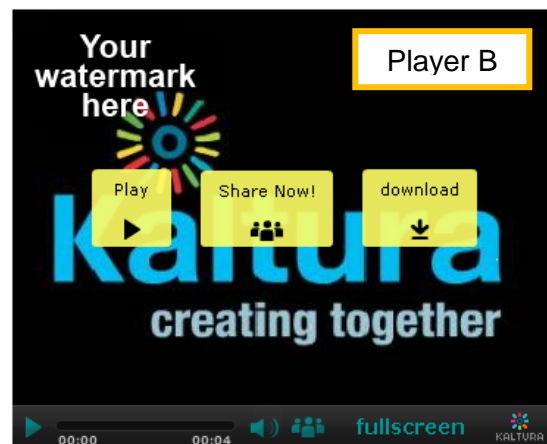 Your
watermark
here
Player B
Play
Share Now!
download
Kaltura
creating together
00:00
00:04
fullscreen
KALTURA